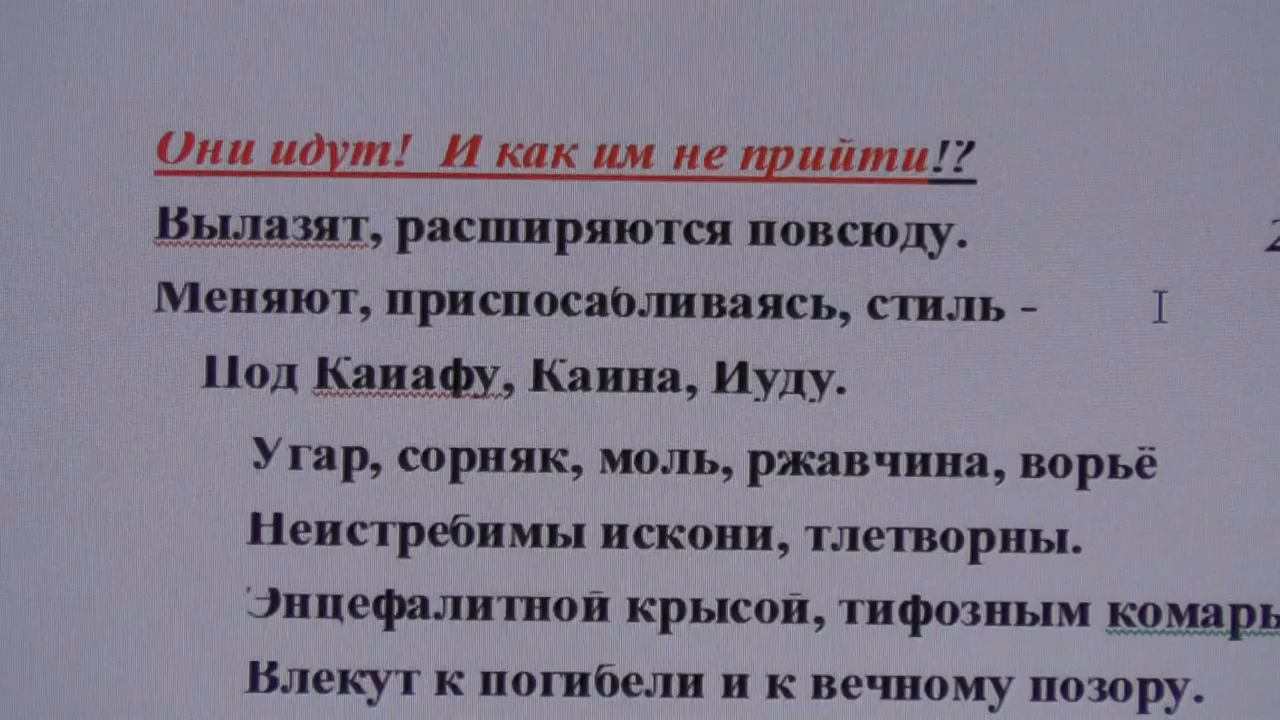 Они идут! И как им не прийти!?
Вылазят, расширяются повсюду.
Меняют, приспосабливаясь, стиль -
Под Каиафу, Каина, Иуду.
Угар, сорняк, моль, ржавчина, ворьё
Неистребимы искони, тлетворны.
Энцефалитной крысой, тифозным
Влекут к погибели и к вечному позору.